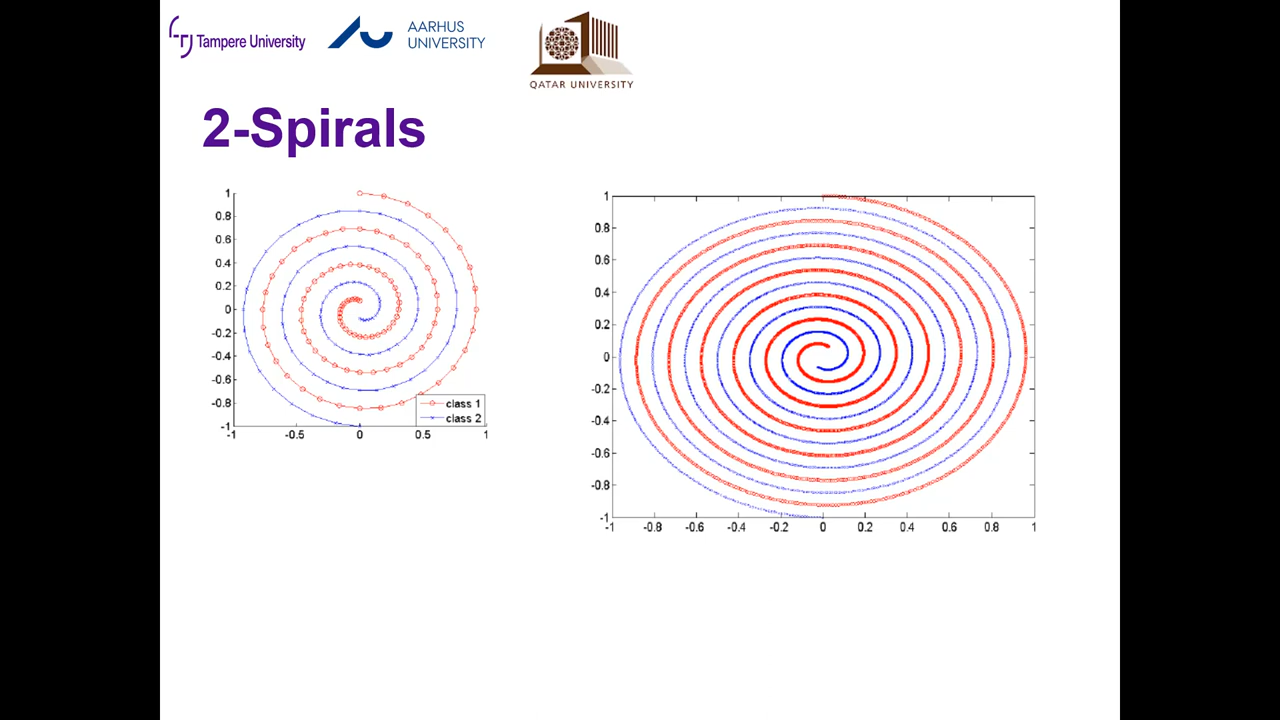 Tampere University
AARHUS
UNIVERSITY
QATAR UNIVERSITY
2-Spirals
1
0.8
0.6
0.4
0.2
0
-0.2
-0.4
-0.6
-0.8
-1
-1 -0.5 0 0.5 1
class 1
class 2
1
0.8
0.6
0.4
0.2
0
-0.2
-0.4
-0.6
-0.8
-1
-1 -0.8 -0.6 -0.4 -0.2 0 0.2 0.4 0.6 0.8 1